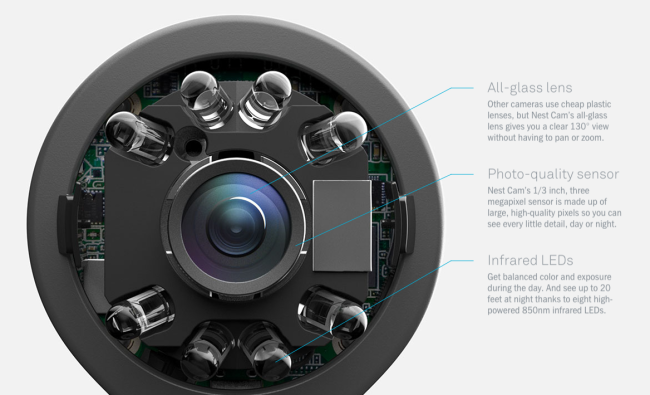 All-glass lens
Other cameras use cheap plastic
lenses, but Nest Cam's all-glass
lens gives you a clear 130° view
without having to pan or zoom.
Photo-quality sensor
Nest Cam's 1/3 inch, three
megapixel sensor is made up of
large, high-quality pixels so you can
see every little detail, day or night.
Infrared LEDs
Get balanced color and exposure
during the day. And see up to 20
feet at night thanks to eight high-
powered 850nm infrared LEDs.